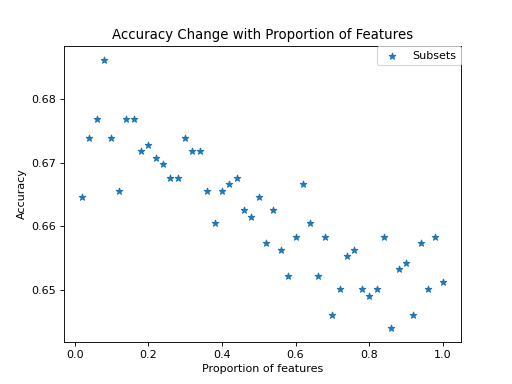 Accuracy Change with Proportion of Features
Subsets
0.68
0.67
0.66
0.65
Accuracy
0.0 0.2 0.4 0.6 0.8 1.0
Proportion of features